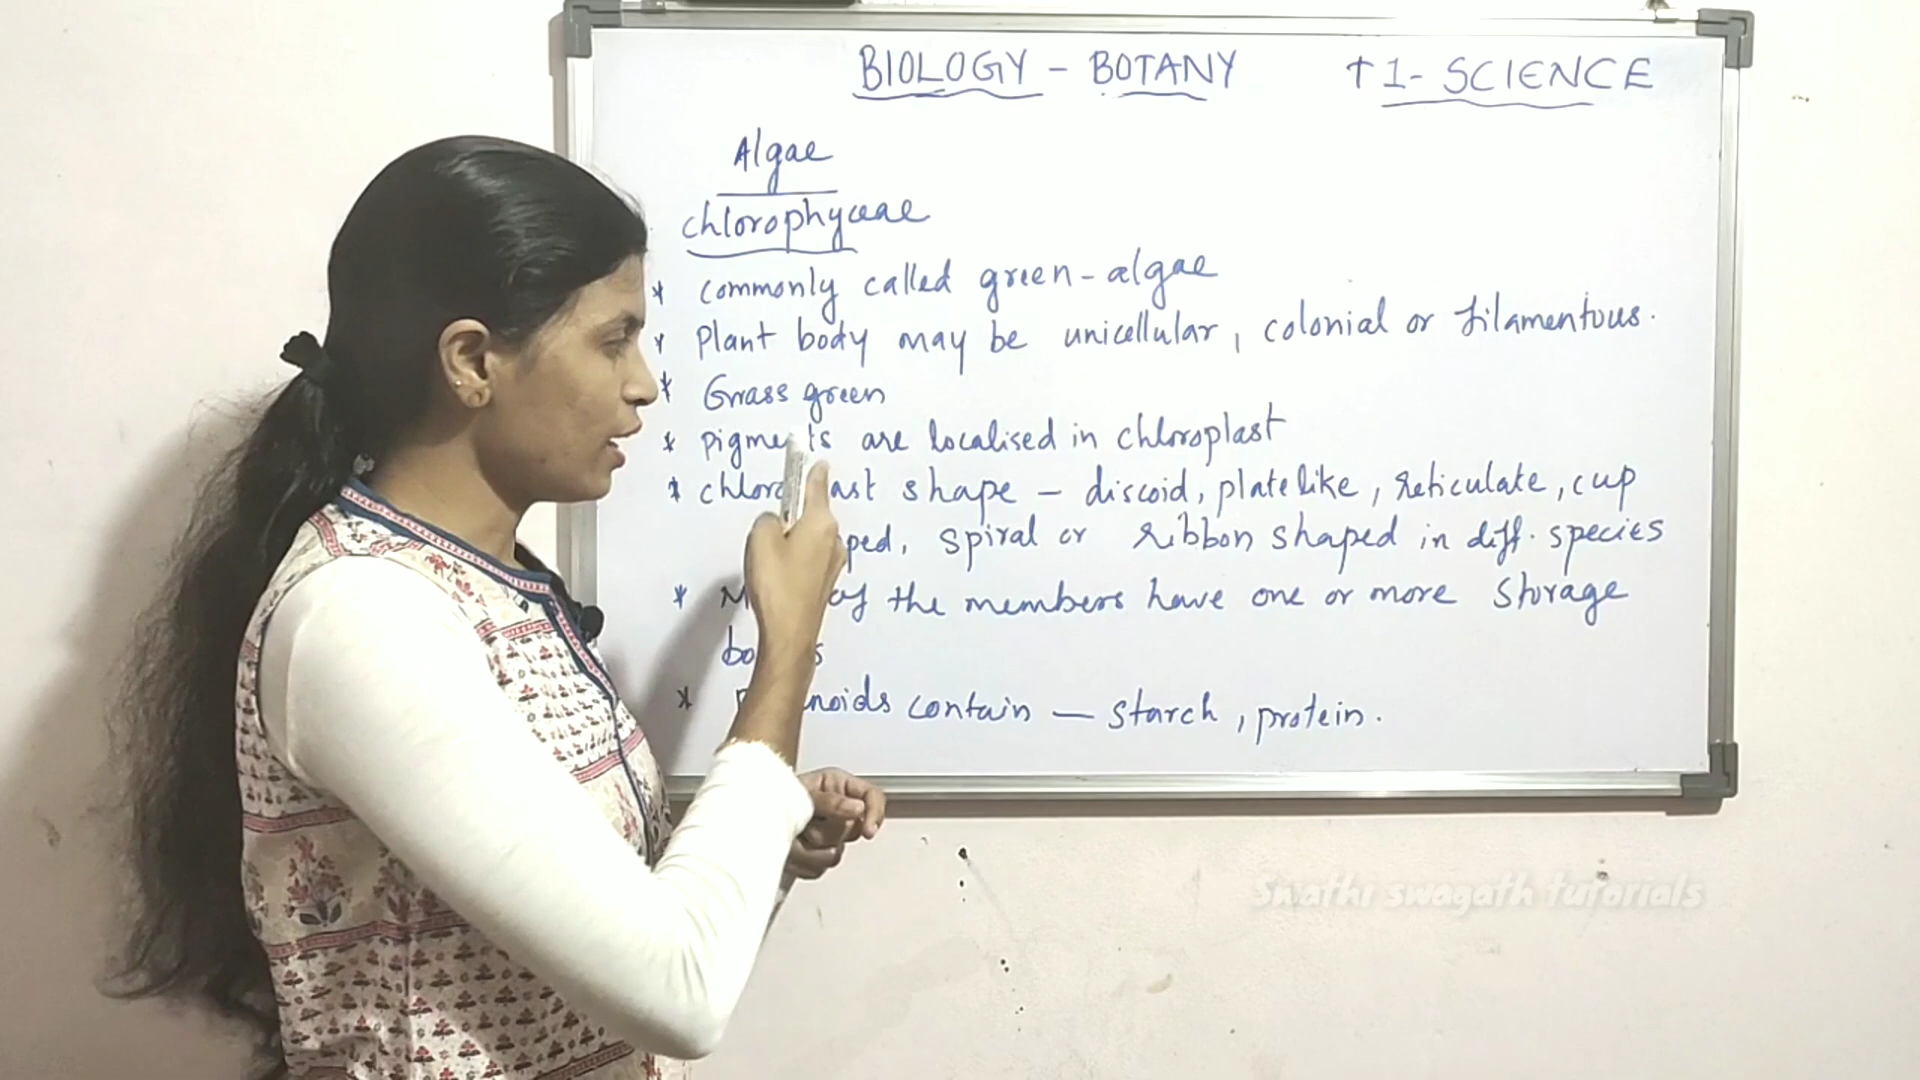 BIOLOGY - BOTANY +1- SCIENCE
Algae
chlorophyceae
* commonly called green-algae
* Plant body may be unicellular, colonial or filamentous.
* Grass green
* pigments are localised in chloroplast
* shape - discoid, platelike, reticulate, cup
spiral or ribbon shaped in diff. species
* of the members have one or more storage
* contain - starch, protein.
Swathi swagath tutorials